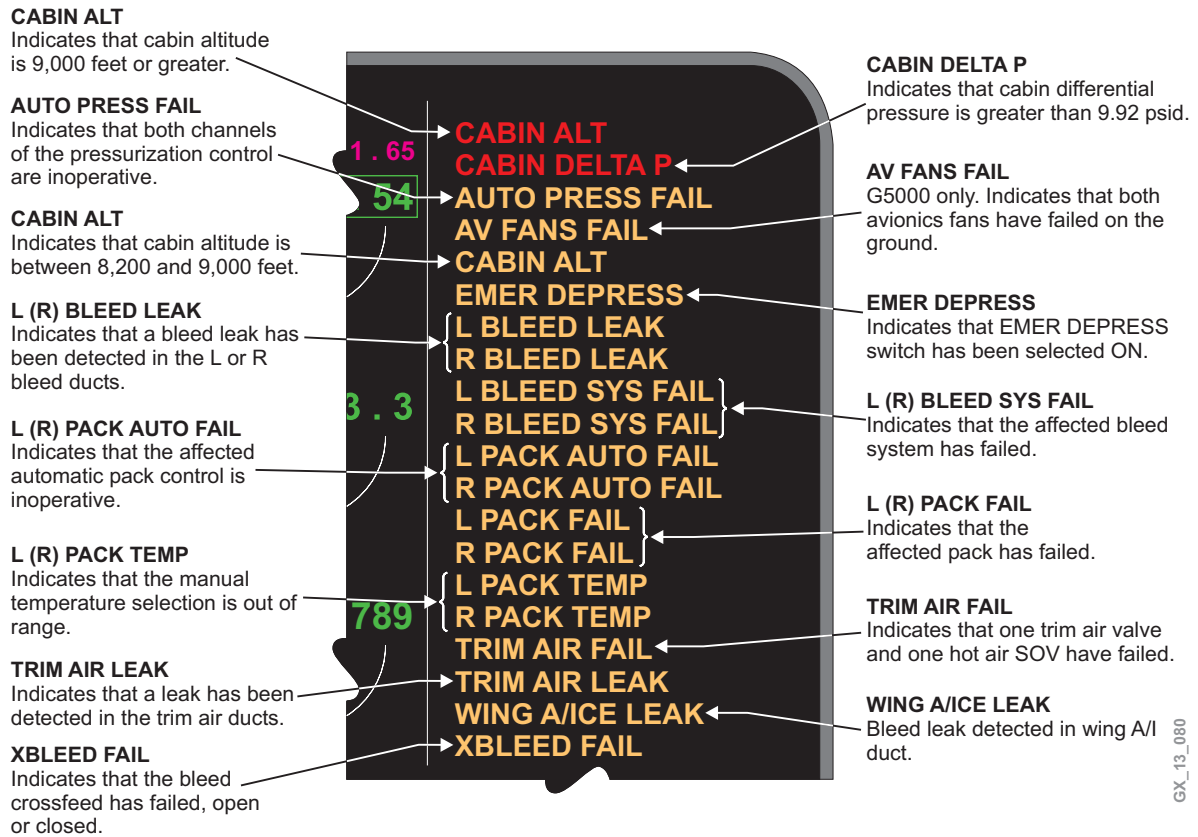 CABIN ALT
Indicates that cabin altitude
is 9,000 feet or greater.
AUTO PRESS FAIL
Indicates that both channels
of the pressurization control
are inoperative.
CABIN ALT
Indicates that cabin altitude is
between 8,200 and 9,000 feet.
L (R) BLEED LEAK
Indicates that a bleed leak has
been detected in the L or R
bleed ducts.
L (R) PACK AUTO FAIL
Indicates that the affected
automatic pack control is
inoperative.
L (R) PACK TEMP
Indicates that the manual
temperature selection is out of
range.
TRIM AIR LEAK
Indicates that a leak has been
detected in the trim air ducts.
XBLEED FAIL
Indicates that the bleed
crossfeed has failed, open
or closed.
1 . 65
54
3 . 3
789
CABIN ALT
CABIN DELTA P
AUTO PRESS FAIL
AV FANS FAIL
CABIN ALT
EMER DEPRESS
L BLEED LEAK
R BLEED LEAK
L BLEED SYS FAIL
R BLEED SYS FAIL
L PACK AUTO FAIL
R PACK AUTO FAIL
L PACK FAIL
R PACK FAIL
L PACK TEMP
R PACK TEMP
TRIM AIR FAIL
TRIM AIR LEAK
WING A/ICE LEAK
XBLEED FAIL
CABIN DELTA P
Indicates that cabin differential
pressure is greater than 9.92 psid.
AV FANS FAIL
G5000 only. Indicates that both
avionics fans have failed on the
ground.
EMER DEPRESS
Indicates that EMER DEPRESS
switch has been selected ON.
L (R) BLEED SYS FAIL
Indicates that the affected bleed
system has failed.
L (R) PACK FAIL
Indicates that the
affected pack has failed.
TRIM AIR FAIL
Indicates that one trim air valve
and one hot air SOV have failed.
WING A/ICE LEAK
Bleed leak detected in wing A/I
duct.
GX_13_080